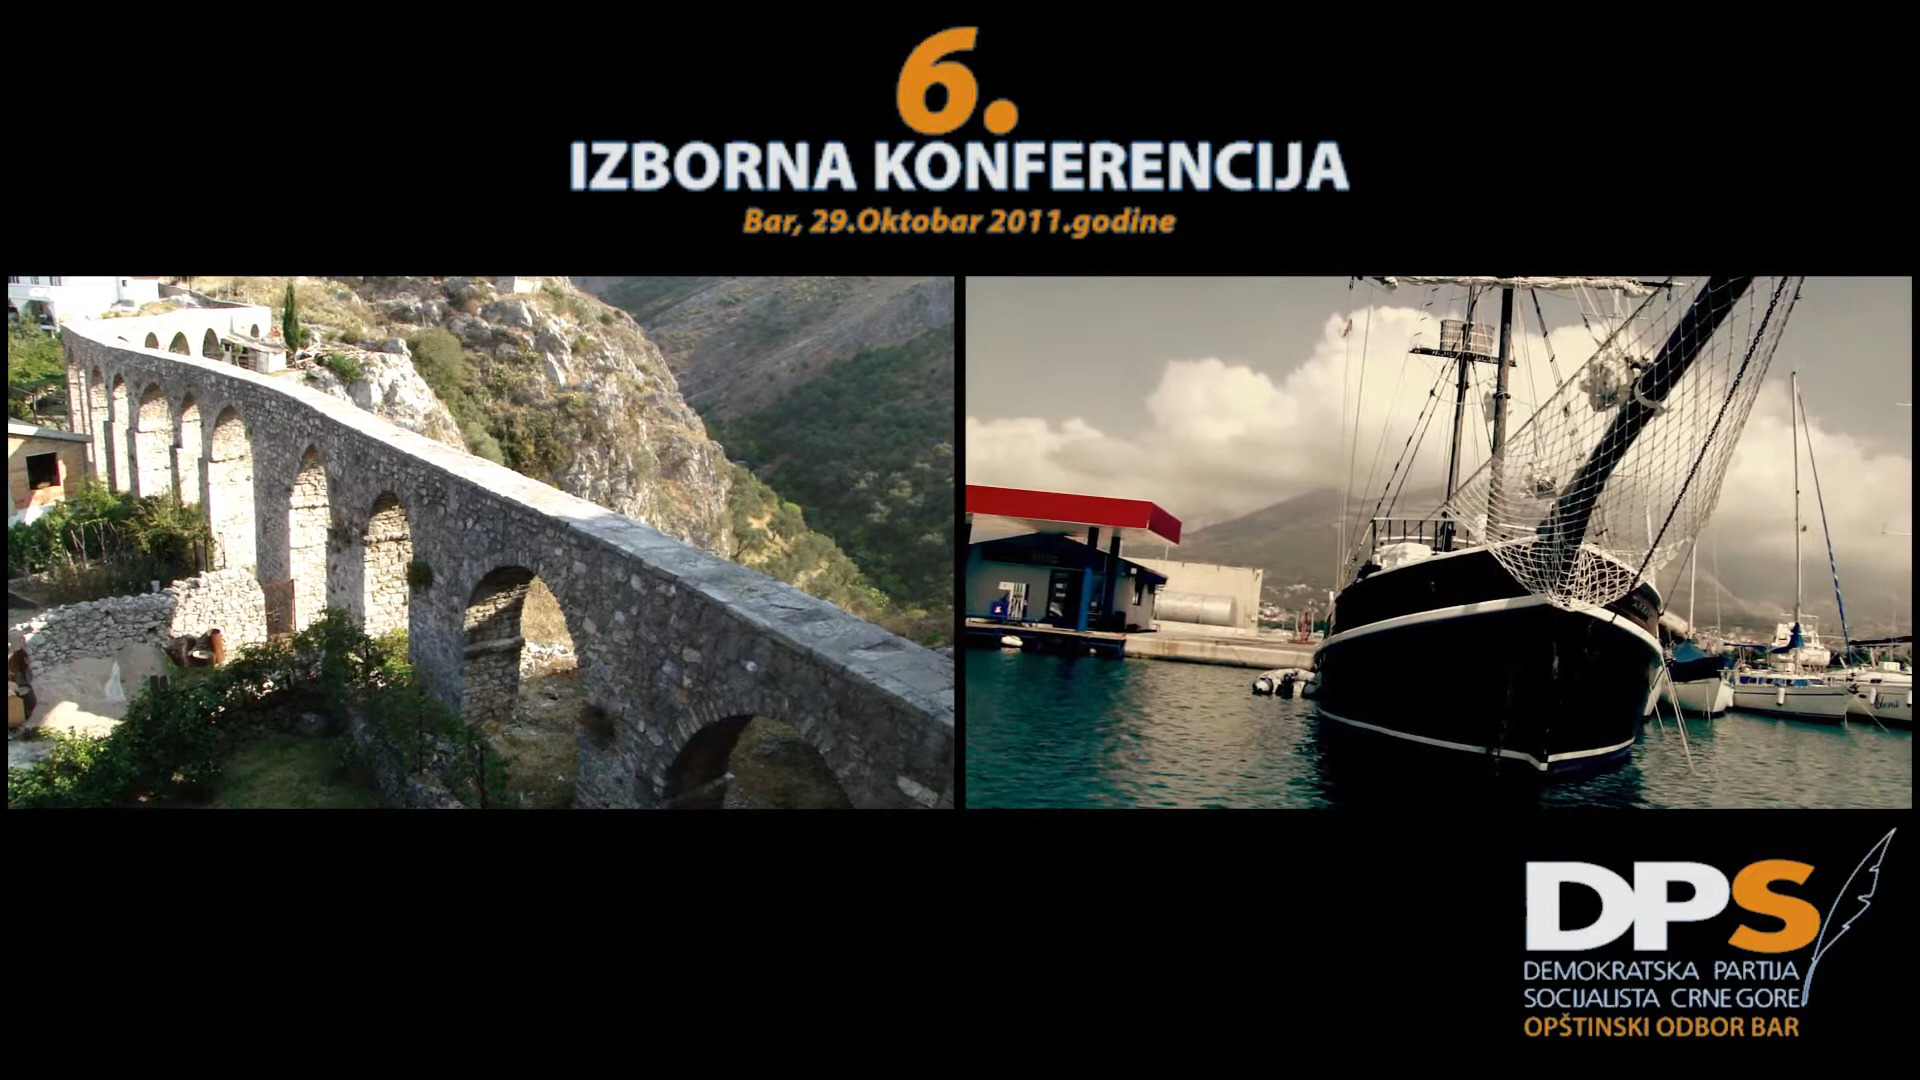 6.
IZBORNA KONFERENCIJA
Bar, 29.Oktobar 2011.godine
DPS
DEMOKRATSKA PARTIJA
SOCIJALISTA CRNE GORE
OPŠTINSKI ODBOR BAR